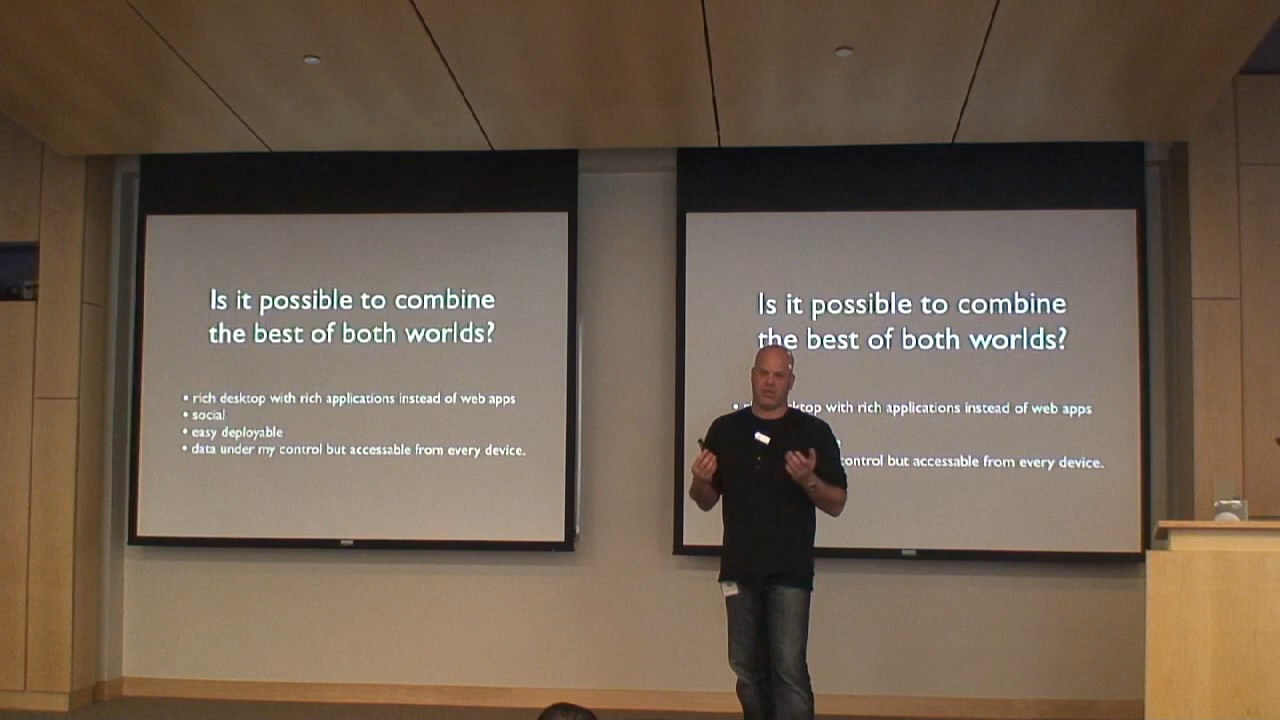 Is it possible to combine
the best of both worlds?
• rich desktop with rich applications instead of web apps
• social
• easy deployable
• data under my control but accessable from every device.
Is it possible to combine
the best of both worlds?
• desktop with rich applications instead of web apps
control but accessable from every device.